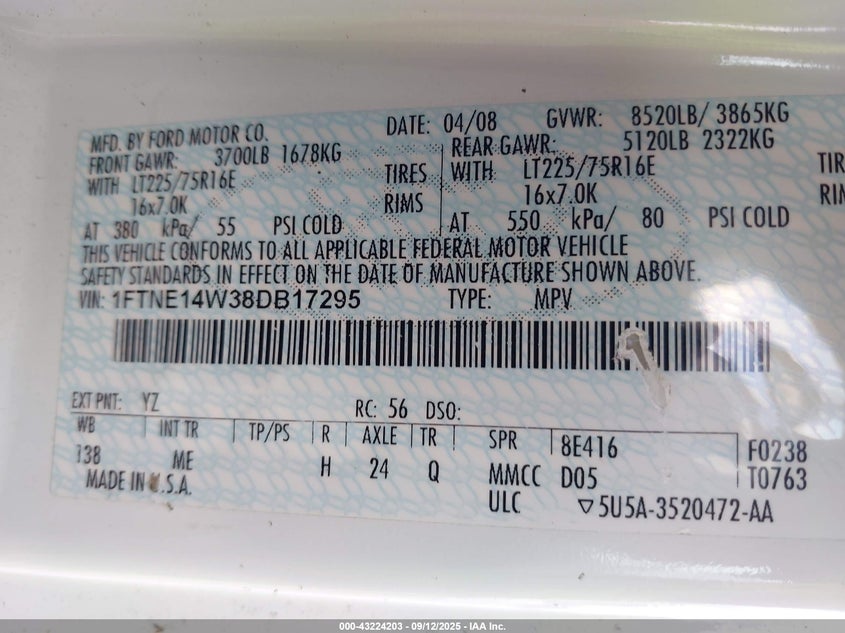 MFD. BY FORD MOTOR CO. DATE: 04/08 GVWR: 8520LB/ 3865KG
FRONT GAWR: 3700LB 1678KG REAR GAWR: 5120LB 2322KG
WITH LT225/75R16E TIRES WITH LT225/75R16E TIR
16x7.0K RIMS 16x7.0K RIM
AT 380 kPa/ 55 PSI COLD AT 550 kPa/ 80 PSI COLD
THIS VEHICLE CONFORMS TO ALL APPLICABLE FEDERAL MOTOR VEHICLE
SAFETY STANDARDS IN EFFECT ON THE DATE OF MANUFACTURE SHOWN ABOVE.
VIN: 1FTNE14W38DB17295 TYPE: MPV
EXT PNT: YZ RC: 56 DSO:
WB INT TR TP/PS R AXLE TR SPR 8E416 F0238
138 ME H 24 Q MMCC D05 T0763
MADE IN U.S.A. ULC ▽5U5A-3520472-AA
000-43224203 - 09/12/2025 - IAA Inc.